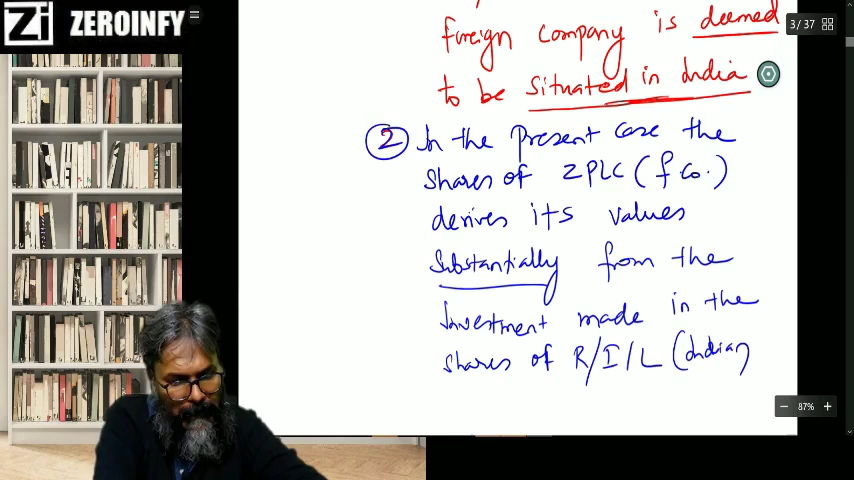 Zi ZEROINFY
3 / 37
foreign company is deemed
to be situated in India
② In the present case the
shares of ZPLC (f co.)
derives its values
substantially from the
Investment made in the
shares of R/I/L (Indian
87%